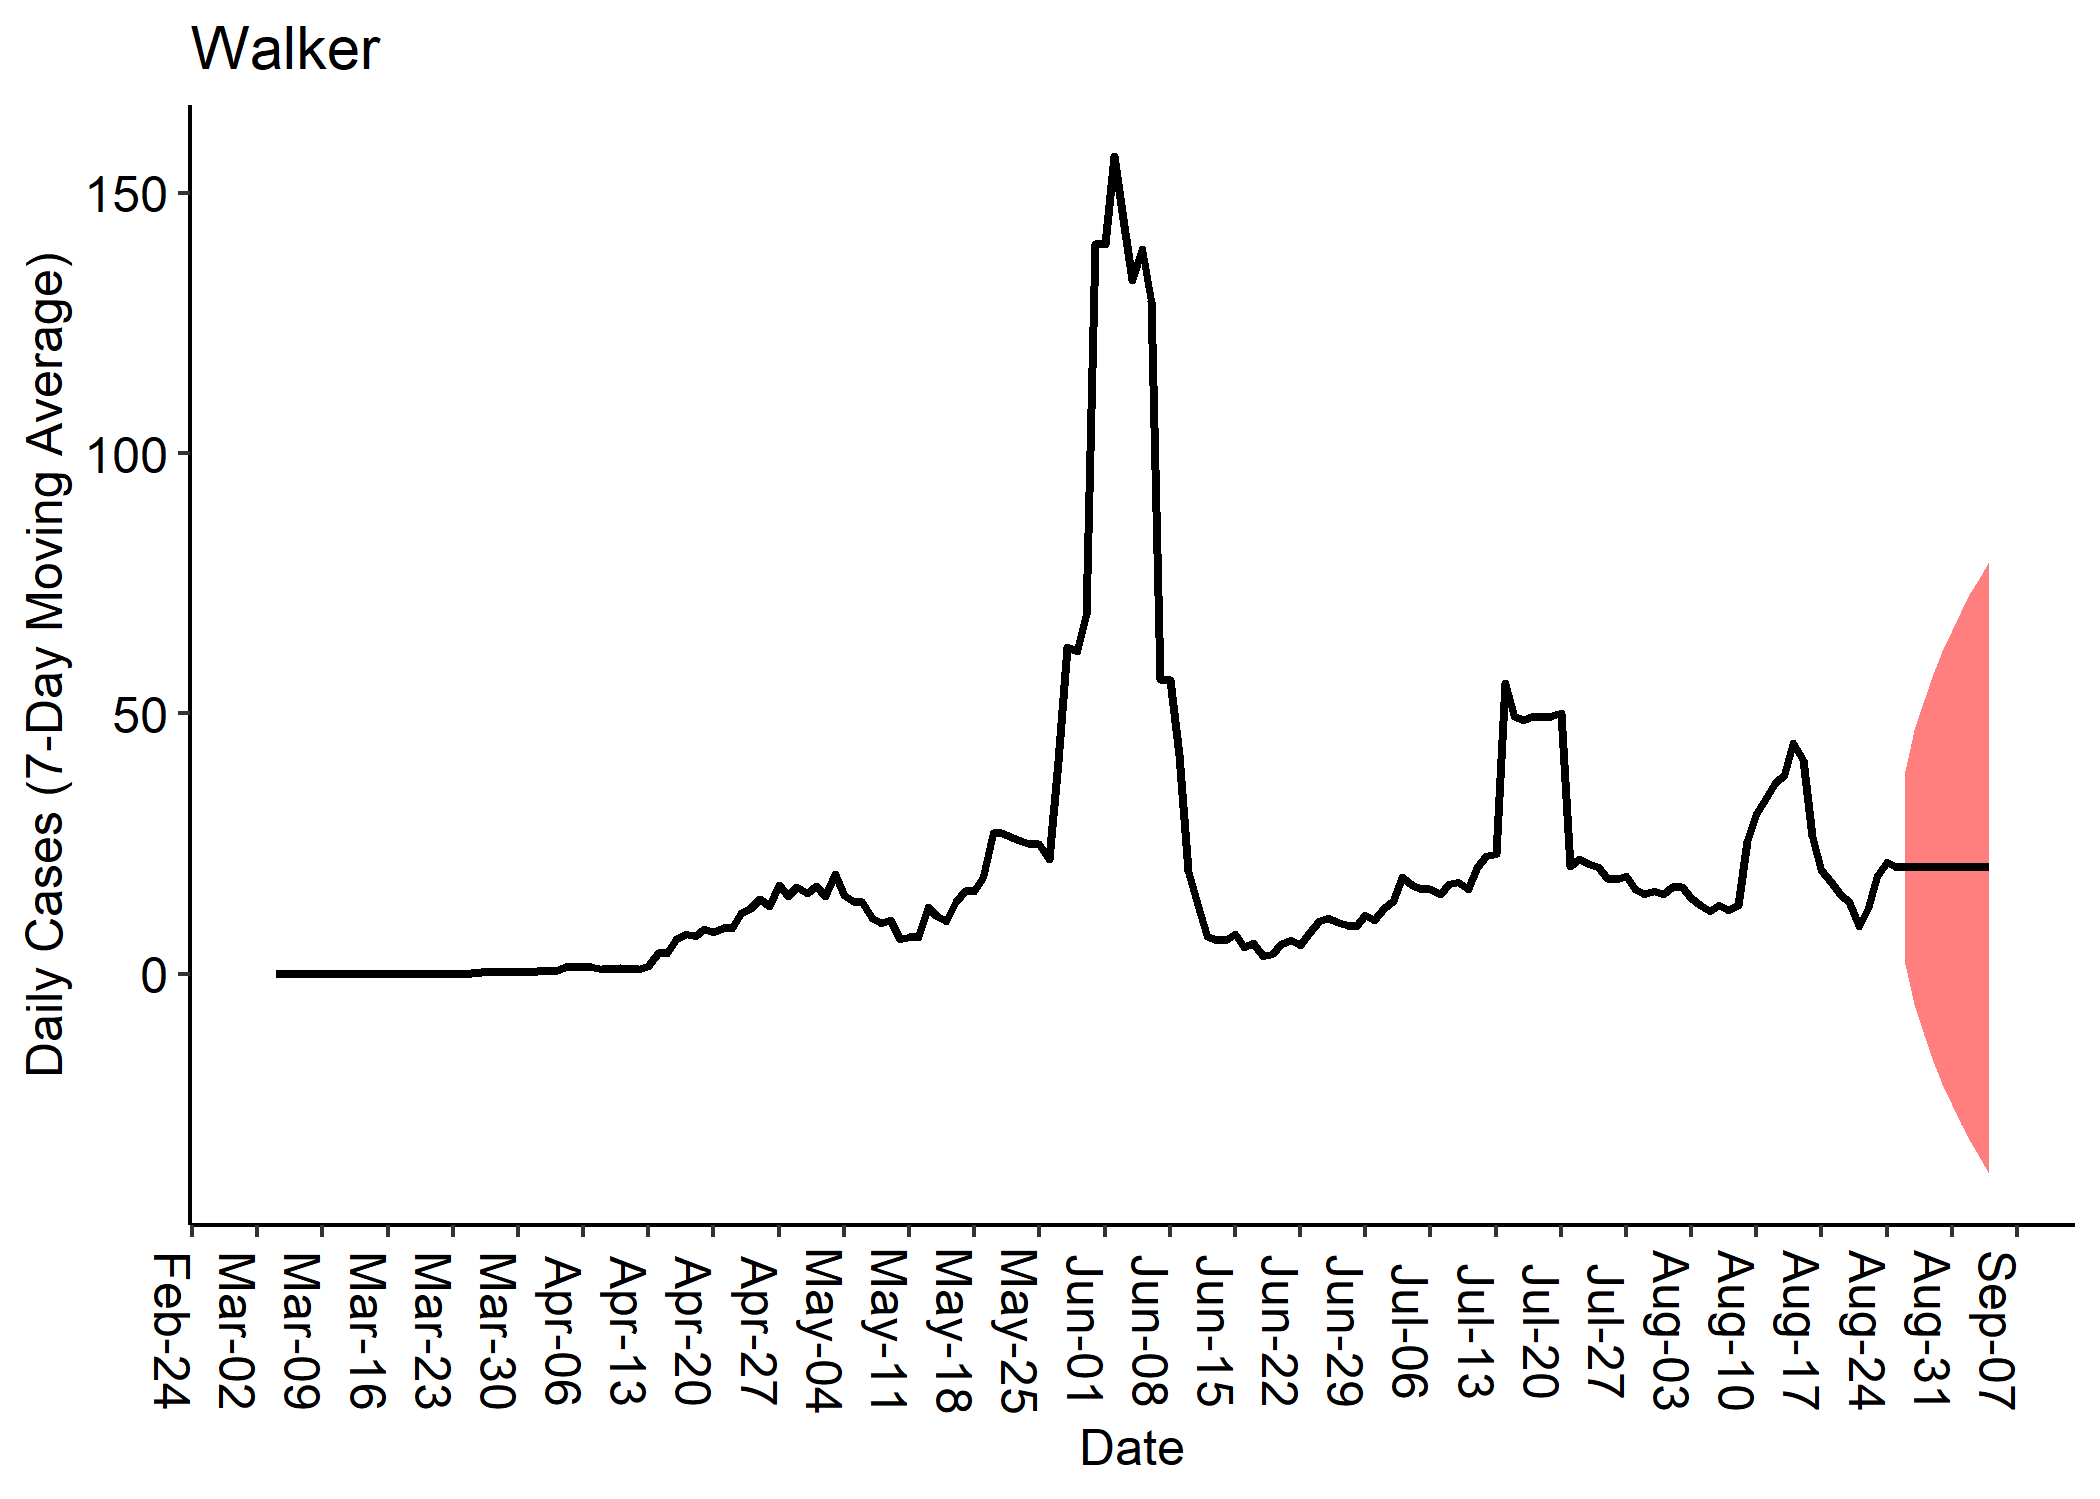 Walker
Daily Cases (7-Day Moving Average)
150
100
50
0
Feb-24
Mar-02
Mar-09
Mar-16
Mar-23
Mar-30
Apr-06
Apr-13
Apr-20
Apr-27
May-04
May-11
May-18
May-25
Jun-01
Jun-08
Jun-15
Jun-22
Jun-29
Jul-06
Jul-13
Jul-20
Jul-27
Aug-03
Aug-10
Aug-17
Aug-24
Aug-31
Sep-07
Date